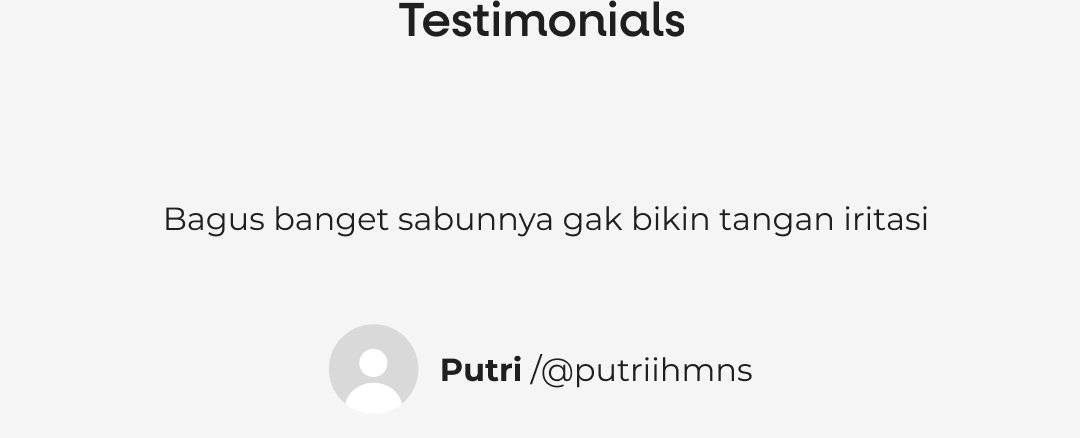 Testimonials
Bagus banget sabunnya gak bikin tangan iritasi
Putri /@putriihmns